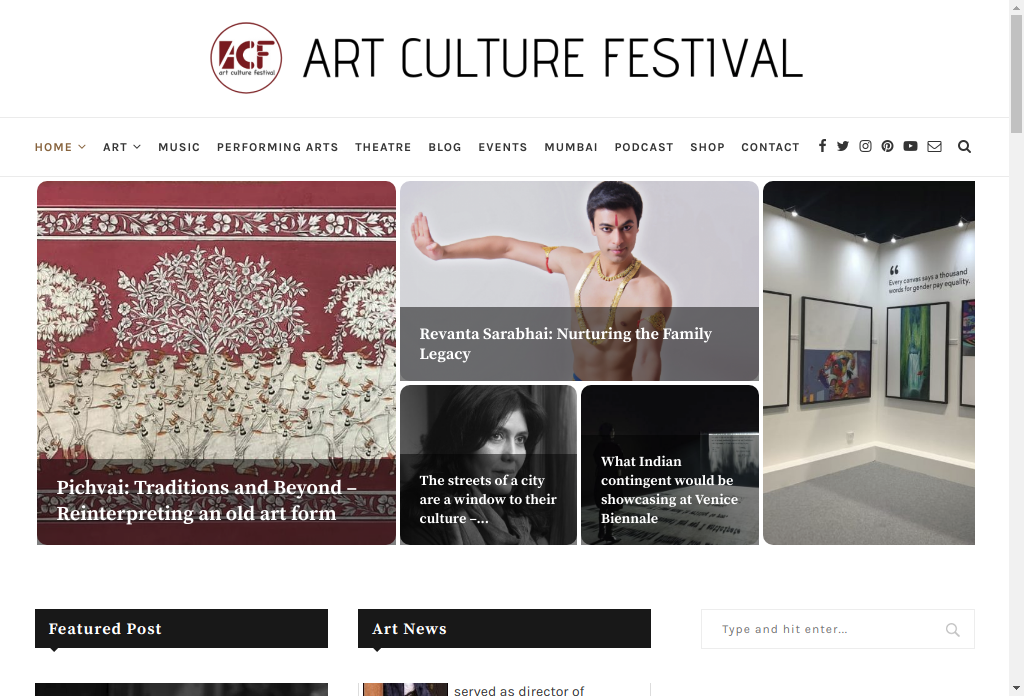 ACF
art culture festival
ART CULTURE FESTIVAL
HOME ART MUSIC PERFORMING ARTS THEATRE BLOG EVENTS MUMBAI PODCAST SHOP CONTACT
Pichvai: Traditions and Beyond –
Reinterpreting an old art form
Revanta Sarabhai: Nurturing the Family
Legacy
The streets of a city
are a window to their
culture –...
What Indian
contingent would be
showcasing at Venice
Biennale
Every canvas says a thousand
words for gender pay equality.
Featured Post
Art News
Type and hit enter...
served as director of